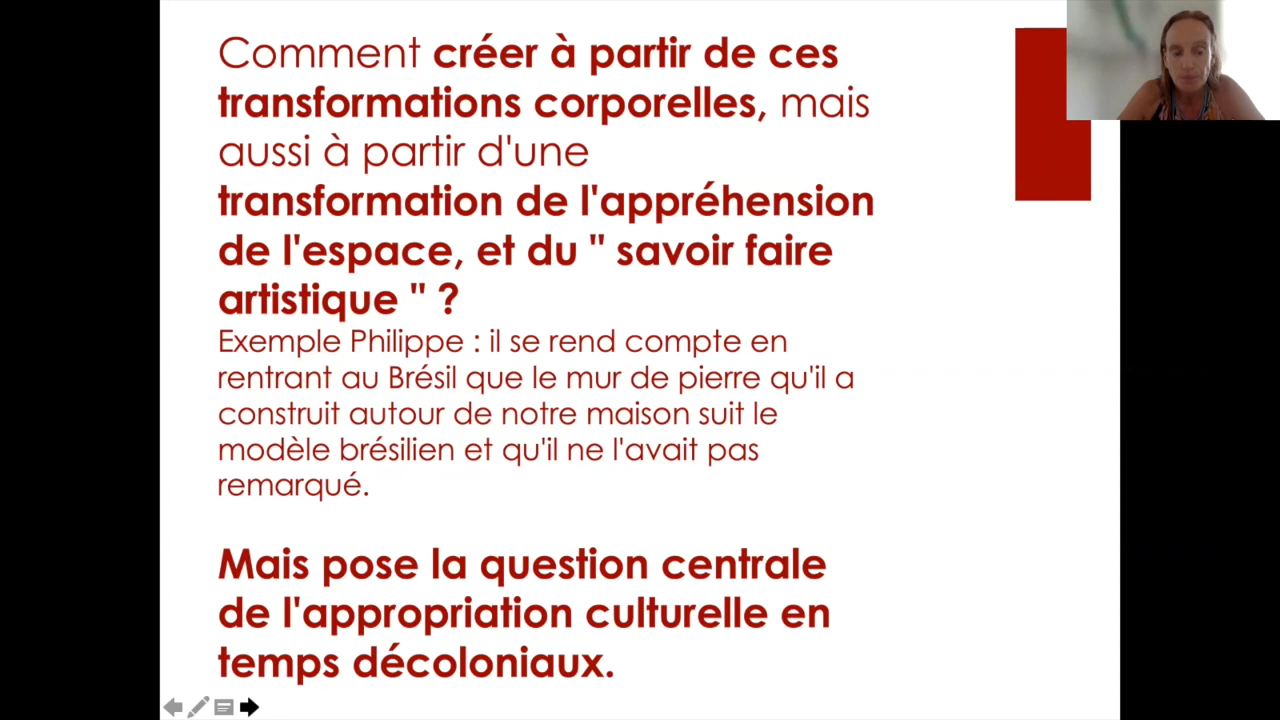 Comment créer à partir de ces
transformations corporelles, mais
aussi à partir d'une
transformation de l'appréhension
de l'espace, et du " savoir faire
artistique " ?
Exemple Philippe : il se rend compte en
rentrant au Brésil que le mur de pierre qu'il a
construit autour de notre maison suit le
modèle brésilien et qu'il ne l'avait pas
remarqué.
Mais pose la question centrale
de l'appropriation culturelle en
temps décoloniaux.